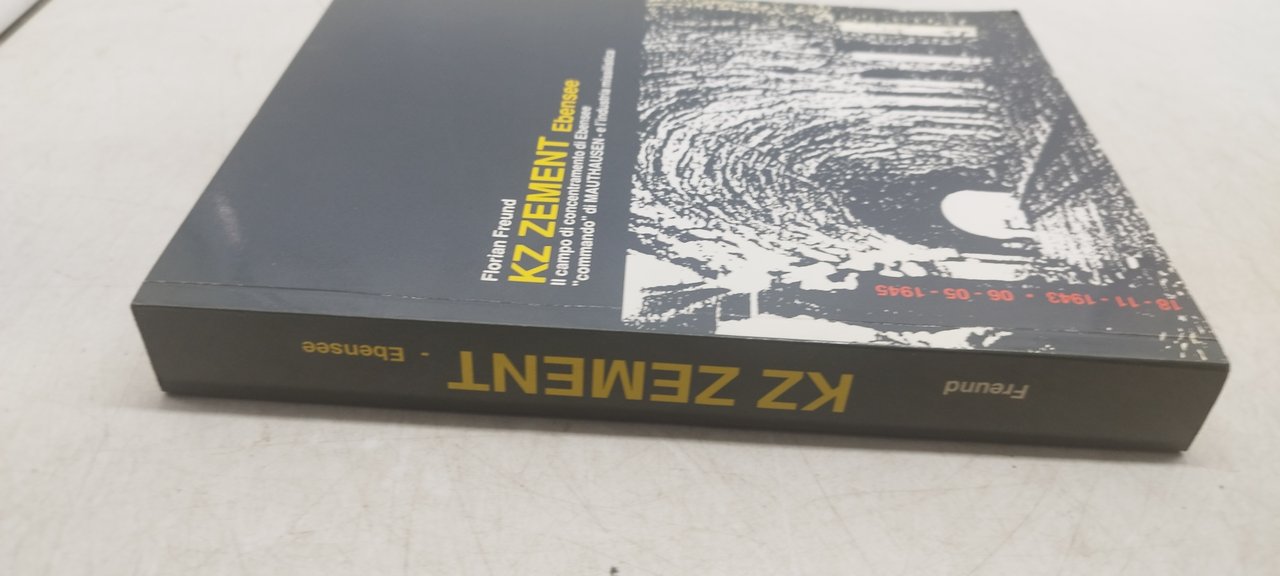 Florian Freund
KZ ZEMENT Ebensee
Il campo di concentramento di Ebensee
"commando" di MAUTHAUSEN - e l'industria missilistica
18 - 11 - 1943 - 06 - 05 - 1945
Freund
KZ ZEMENT - Ebensee